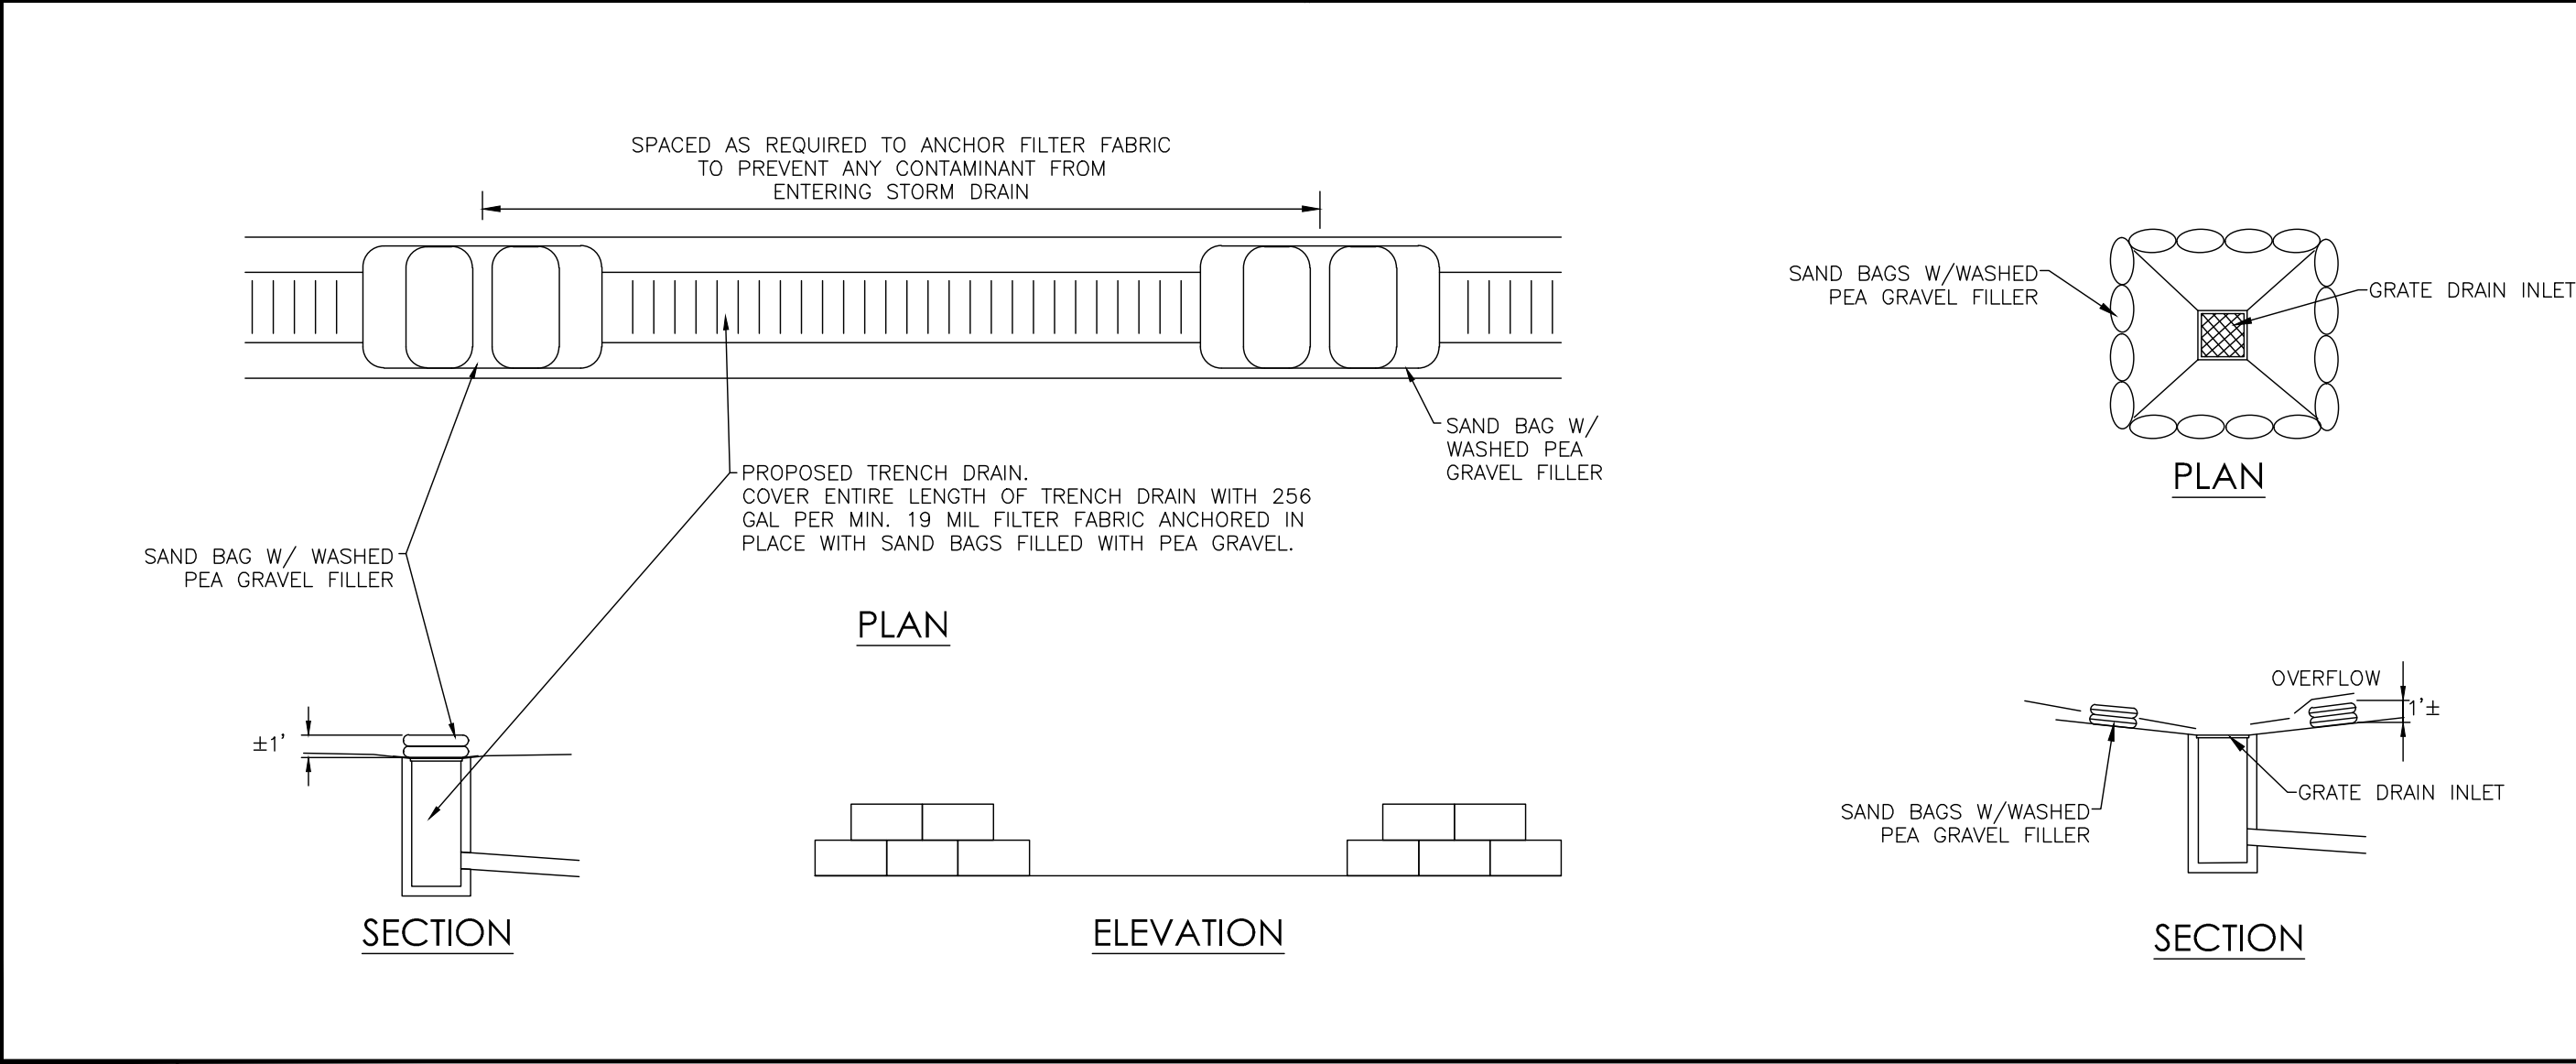 SPACED AS REQUIRED TO ANCHOR FILTER FABRIC
TO PREVENT ANY CONTAMINANT FROM
ENTERING STORM DRAIN
SAND BAG W/
WASHED PEA
GRAVEL FILLER
PROPOSED TRENCH DRAIN.
COVER ENTIRE LENGTH OF TRENCH DRAIN WITH 256
GAL PER MIN. 19 MIL FILTER FABRIC ANCHORED IN
PLACE WITH SAND BAGS FILLED WITH PEA GRAVEL.
SAND BAG W/ WASHED
PEA GRAVEL FILLER
PLAN
±1'
SECTION
ELEVATION
SAND BAGS W/WASHED
PEA GRAVEL FILLER
GRATE DRAIN INLET
PLAN
OVERFLOW
1'±
GRATE DRAIN INLET
SAND BAGS W/WASHED
PEA GRAVEL FILLER
SECTION